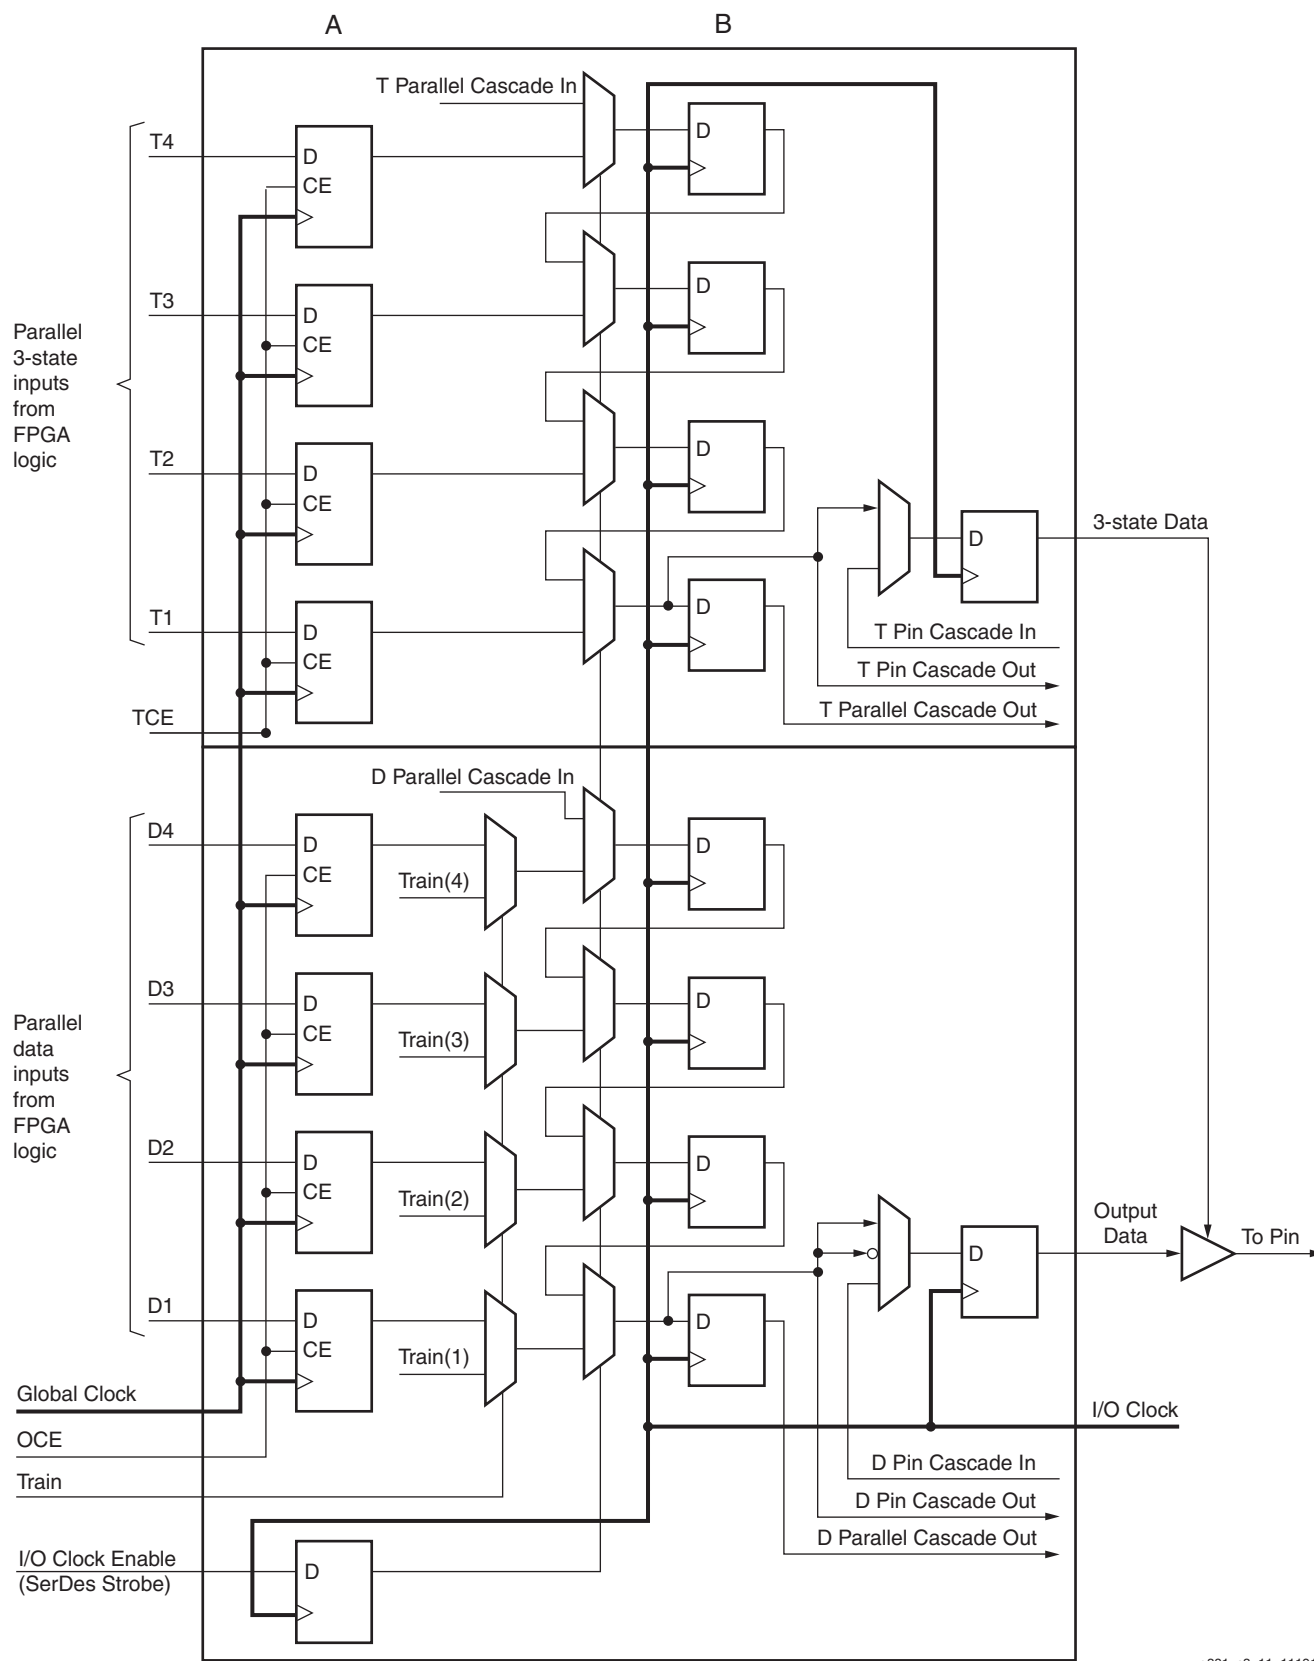 A
B
T Parallel Cascade In
T4
D
CE
D
T3
D
CE
D
Parallel
3-state
inputs
from
FPGA
logic
T2
D
CE
D
3-state Data
D
T1
D
CE
D
T Pin Cascade In
T Pin Cascade Out
T Parallel Cascade Out
TCE
D Parallel Cascade In
D4
D
CE
Train(4)
D
D3
D
CE
Train(3)
D
Parallel
data
inputs
from
FPGA
logic
D2
D
CE
Train(2)
D
Output
Data
To Pin
D
D1
D
CE
Train(1)
D
Global Clock
I/O Clock
OCE
Train
D Pin Cascade In
D Pin Cascade Out
D Parallel Cascade Out
I/O Clock Enable
(SerDes Strobe)
D